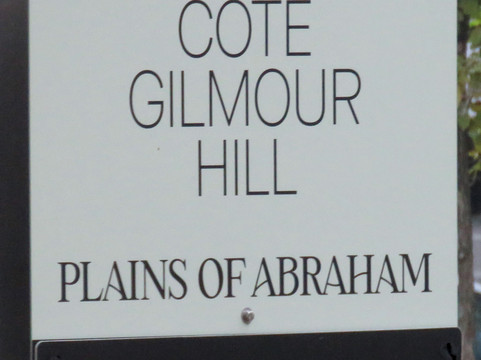 COTE
GILMOUR
HILL
PLAINS OF ABRAHAM